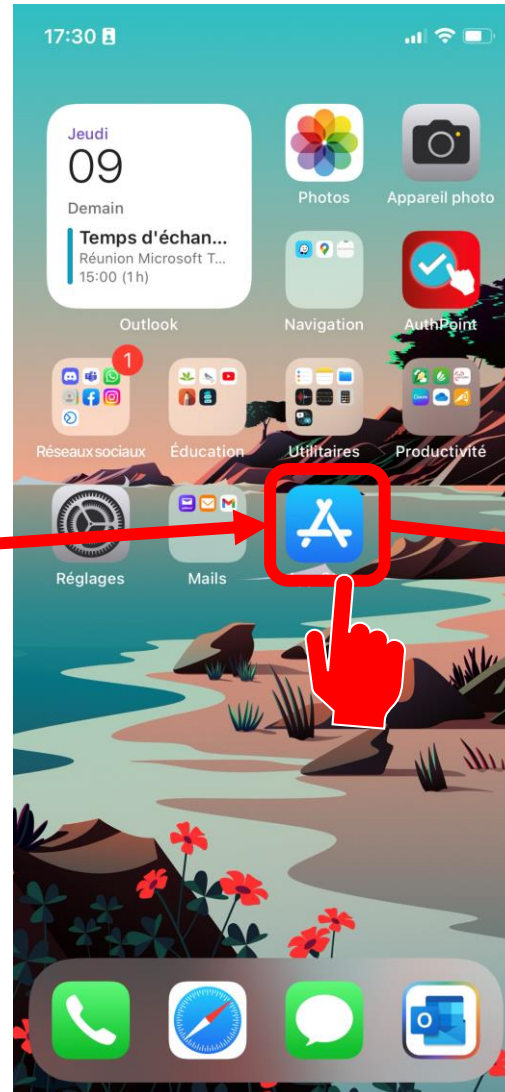 17:30
Jeudi
09
Demain
Temps d'échan...
Réunion Microsoft T...
15:00 (1 h)
Outlook
Photos
Appareil photo
Navigation
AuthPoint
1
Réseaux sociaux
Éducation
Utilitaires
Productivité
Réglages
Mails